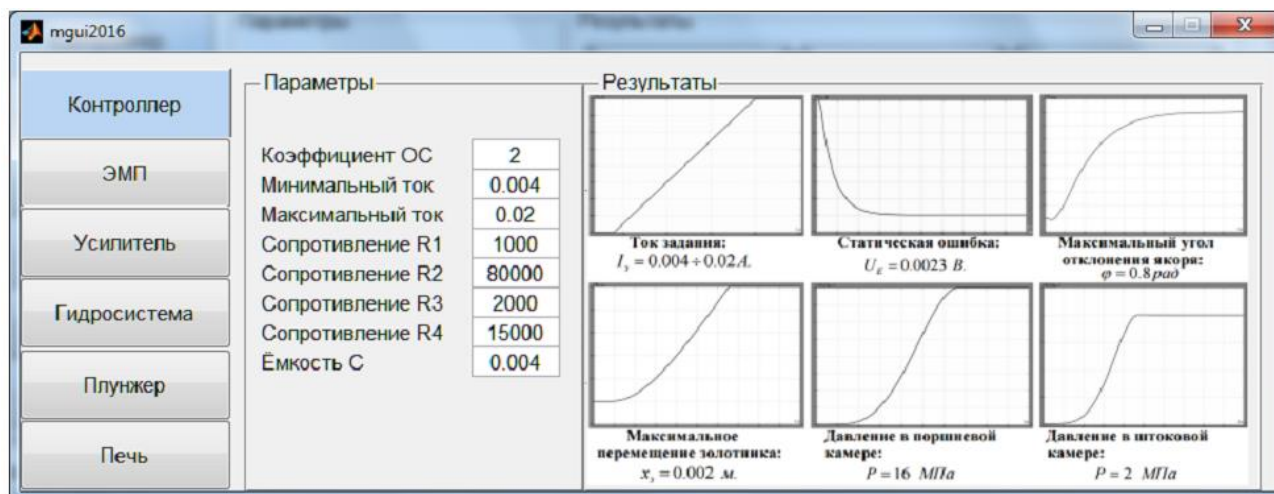 mgui2016
Контроллер
ЭМП
Усилитель
Гидросистема
Плунжер
Печь
Параметры
Коэффициент ОС 2
Минимальный ток 0.004
Максимальный ток 0.02
Сопротивление R1 1000
Сопротивление R2 80000
Сопротивление R3 2000
Сопротивление R4 15000
Ёмкость C 0.004
Результаты
Ток задания:
I_з = 0.004 ÷ 0.02 А.
Статическая ошибка:
U_E = 0.0023 В.
Максимальный угол
отклонения якоря:
φ = 0.8 рад
Максимальное
перемещение золотника:
x_з = 0.002 м.
Давление в поршневой
камере:
P = 16 МПа
Давление в штоковой
камере:
P = 2 МПа